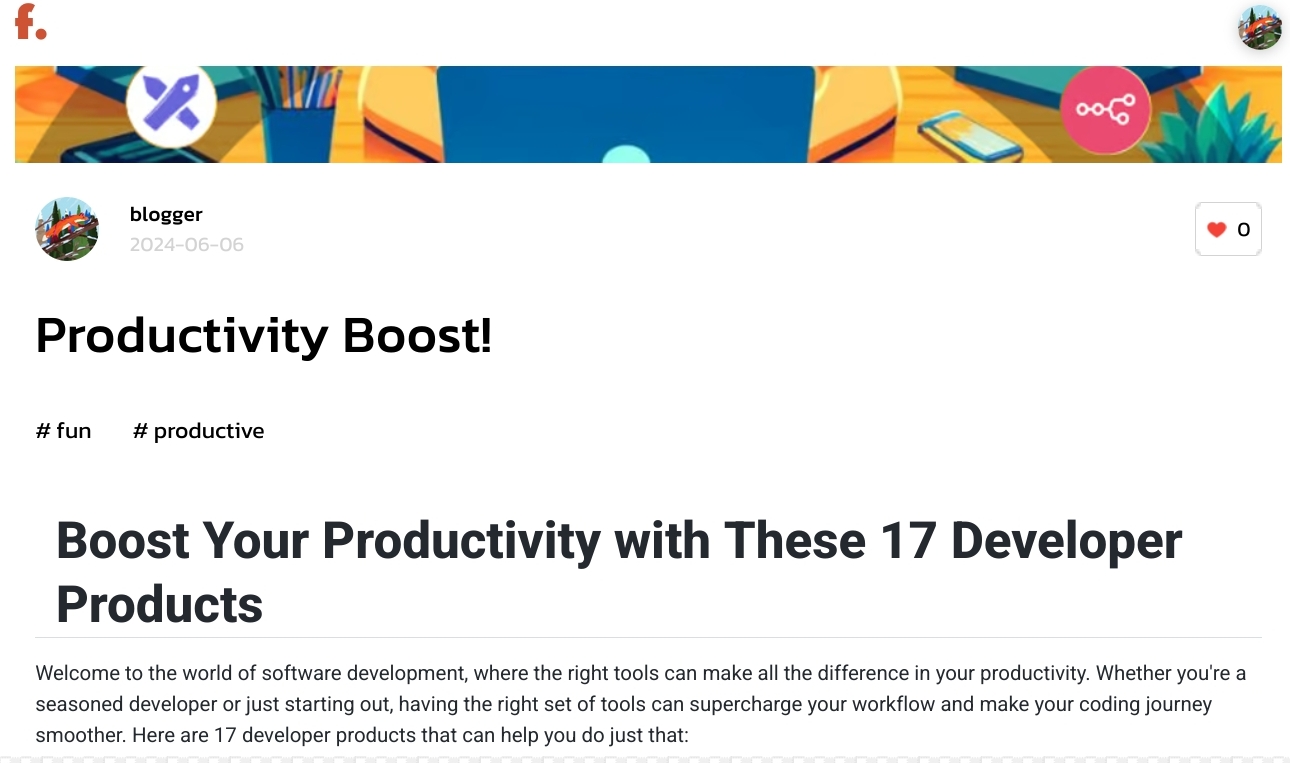 f.
blogger
2024-06-06
0
Productivity Boost!
# fun # productive
Boost Your Productivity with These 17 Developer
Products
Welcome to the world of software development, where the right tools can make all the difference in your productivity. Whether you're a
seasoned developer or just starting out, having the right set of tools can supercharge your workflow and make your coding journey
smoother. Here are 17 developer products that can help you do just that: